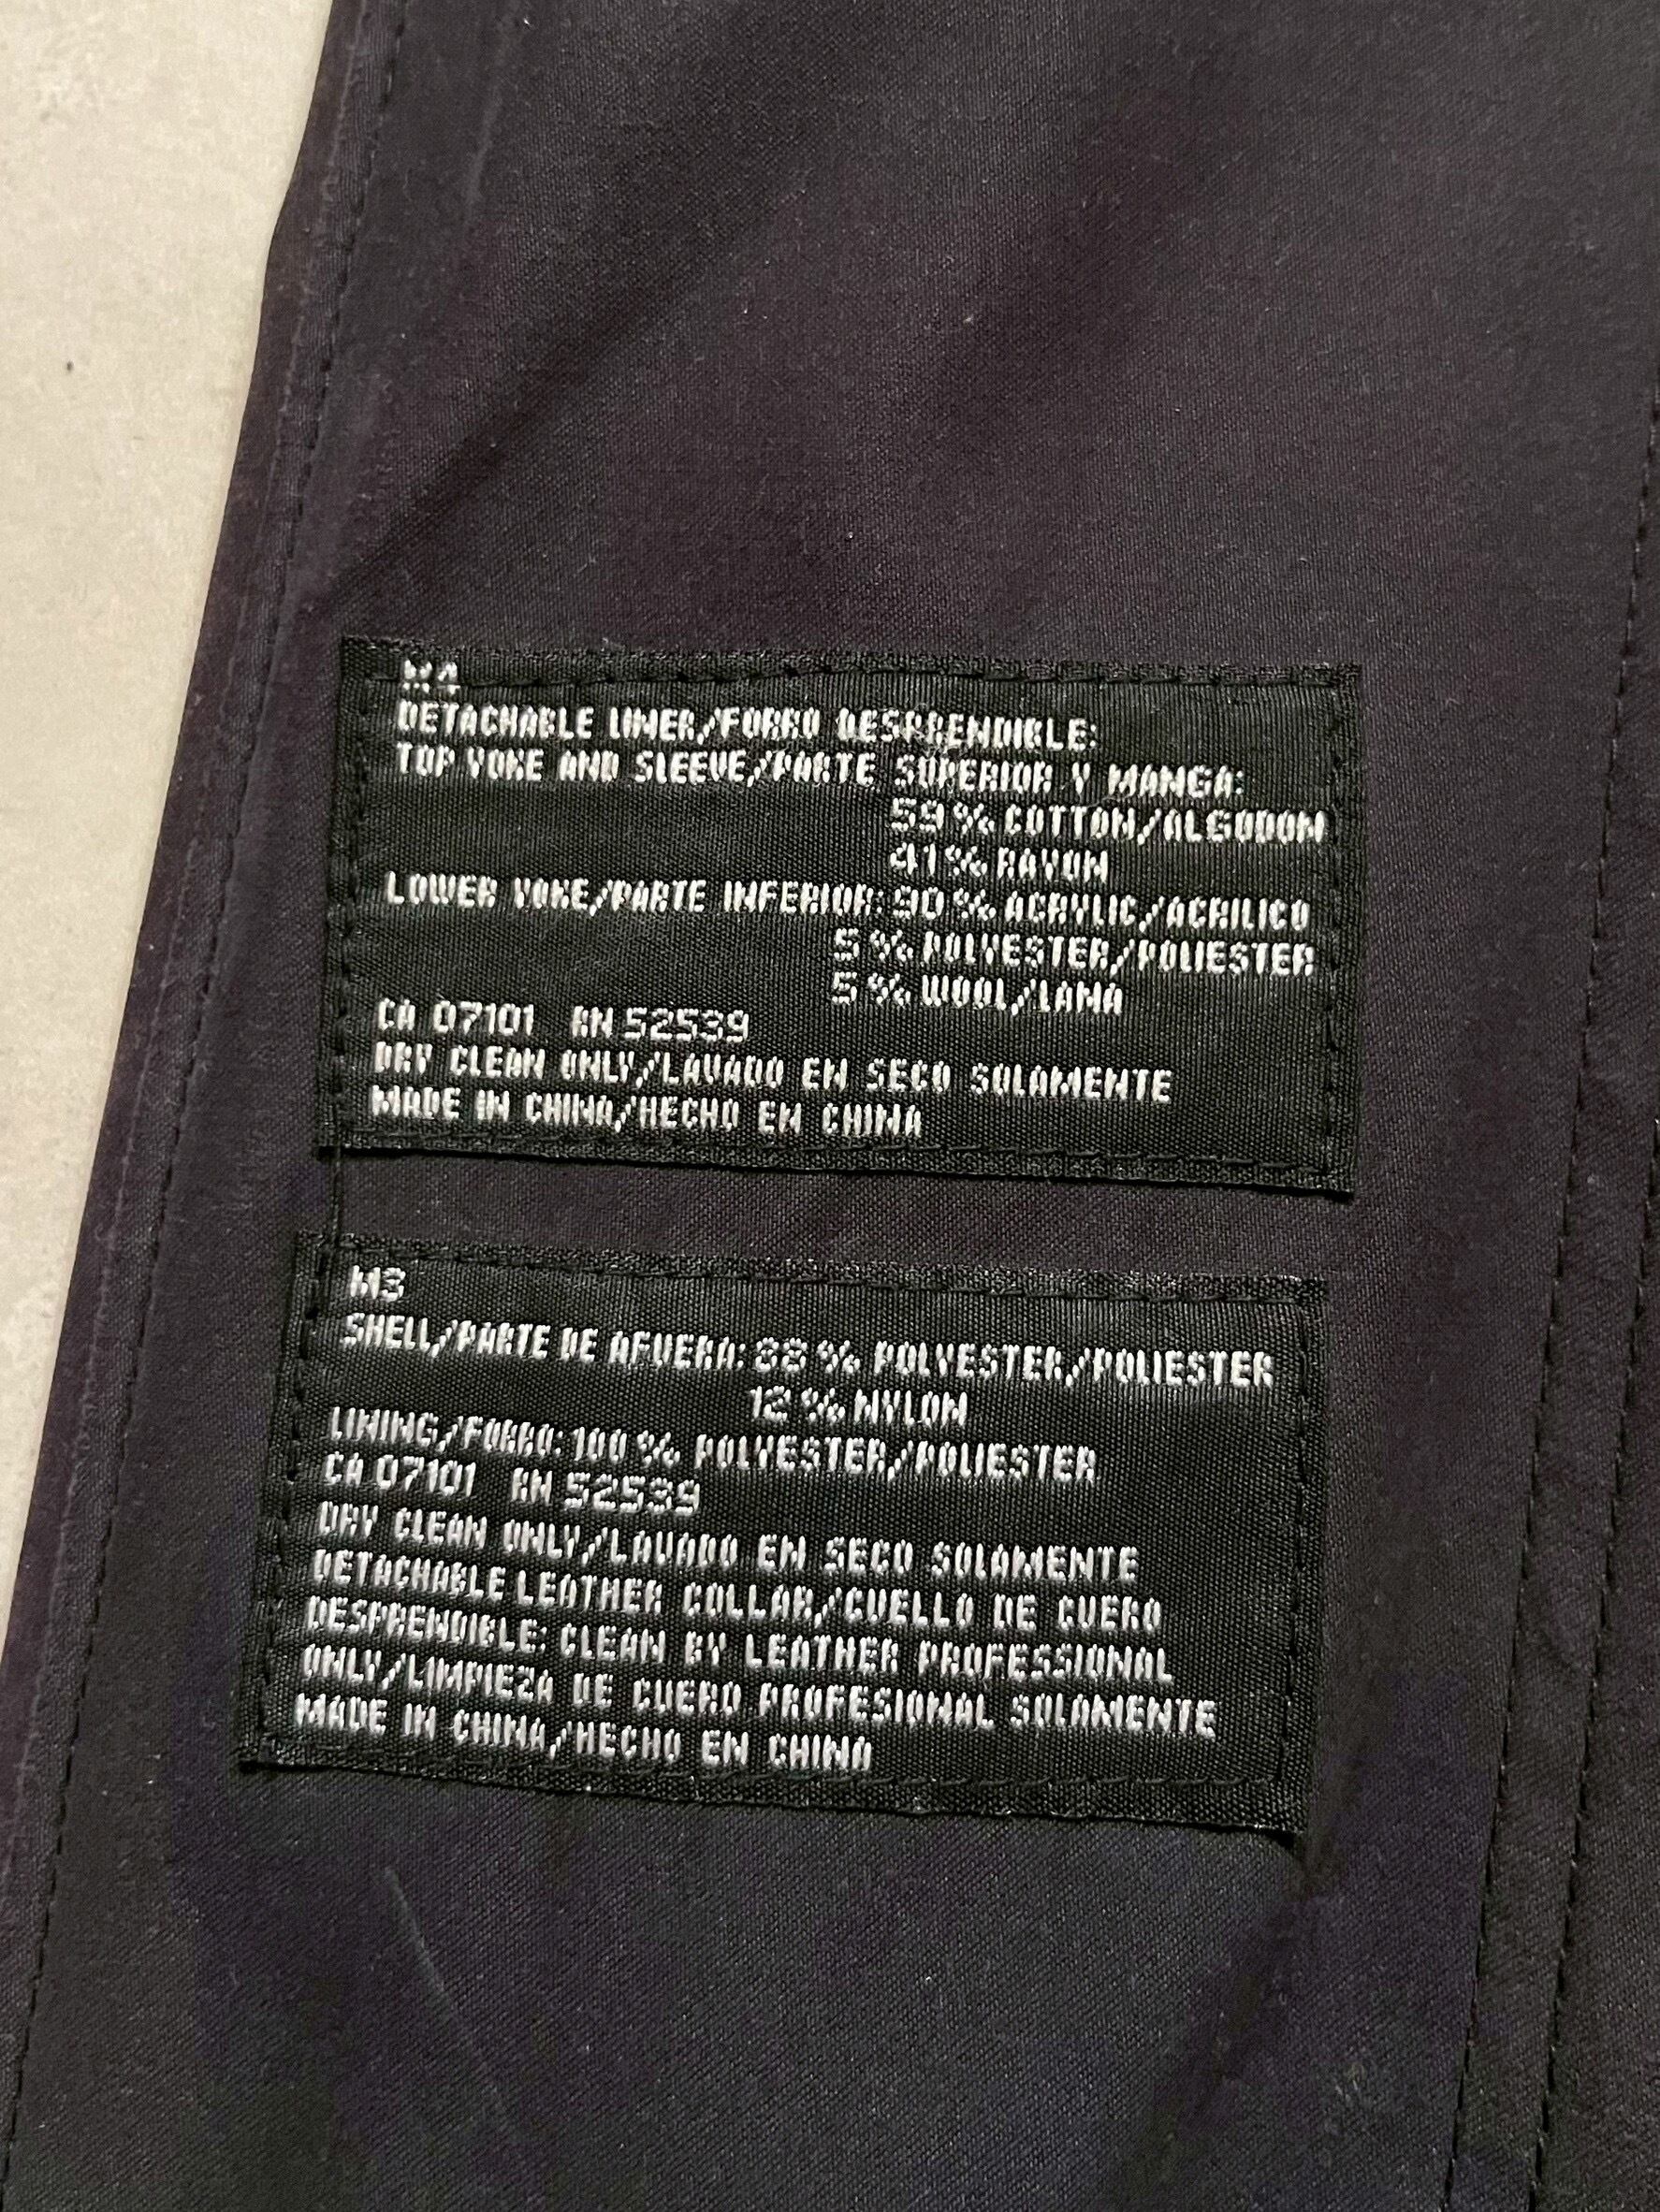 M4
DETACHABLE LINER/FORRO DESPRENDIBLE:
TOP YOKE AND SLEEVE/PARTE SUPERIOR Y MANGA:
59% COTTON/ALGODON
41% RAYON
LOWER YOKE/PARTE INFERIOR: 90% ACRYLIC/ACRILICO
5% POLYESTER/POLIESTER
5% WOOL/LANA
CA 07101 RN 52539
DRY CLEAN ONLY/LAVADO EN SECO SOLAMENTE
MADE IN CHINA/HECHO EN CHINA
M3
SHELL/PARTE DE AFUERA: 88% POLYESTER/POLIESTER
12% NYLON
LINING/FORRO: 100% POLYESTER/POLIESTER
CA 07101 RN 52539
DRY CLEAN ONLY/LAVADO EN SECO SOLAMENTE
DETACHABLE LEATHER COLLAR/CUELLO DE CUERO
DESPRENDIBLE: CLEAN BY LEATHER PROFESSIONAL
ONLY/LIMPIEZA DE CUERO PROFESIONAL SOLAMENTE
MADE IN CHINA/HECHO EN CHINA